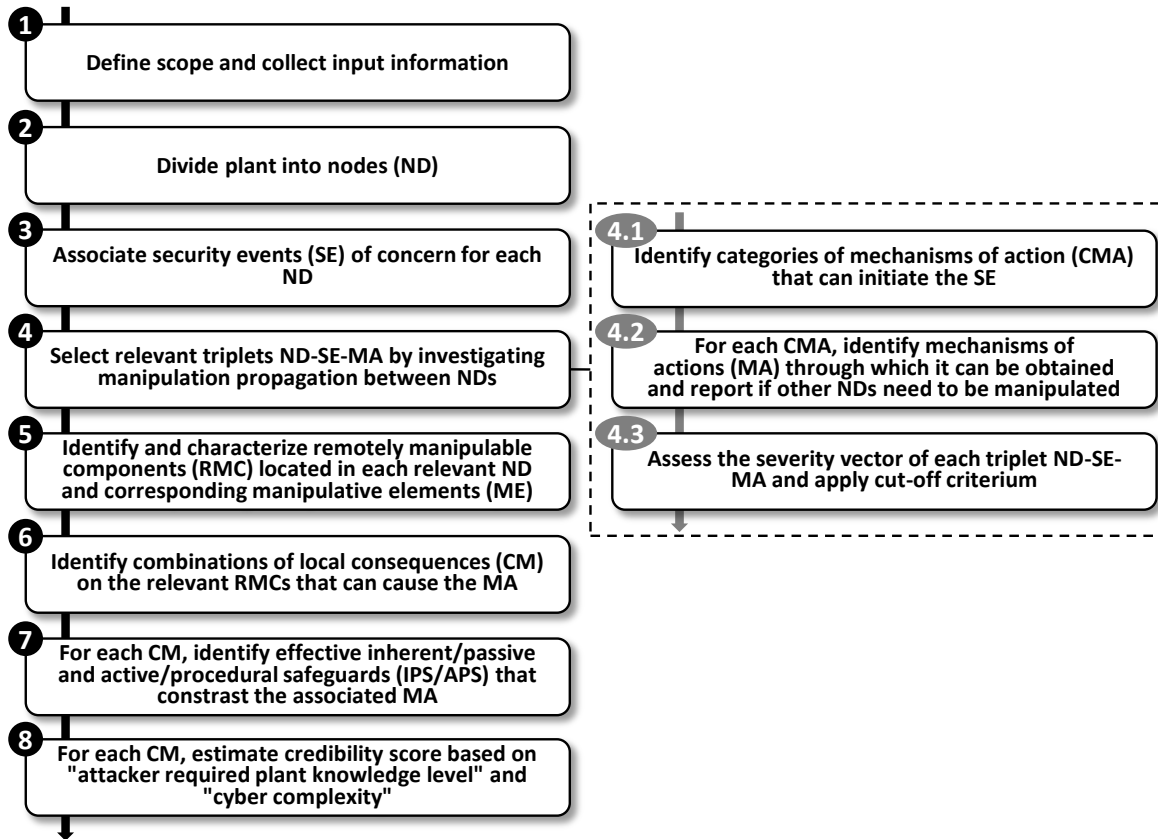 1
Define scope and collect input information
2
Divide plant into nodes (ND)
3
Associate security events (SE) of concern for each
ND
4
Select relevant triplets ND-SE-MA by investigating
manipulation propagation between NDs
4.1
Identify categories of mechanisms of action (CMA)
that can initiate the SE
4.2
For each CMA, identify mechanisms of
actions (MA) through which it can be obtained
and report if other NDs need to be manipulated
4.3
Assess the severity vector of each triplet ND-SE-
MA and apply cut-off criterium
5
Identify and characterize remotely manipulable
components (RMC) located in each relevant ND
and corresponding manipulative elements (ME)
6
Identify combinations of local consequences (CM)
on the relevant RMCs that can cause the MA
7
For each CM, identify effective inherent/passive
and active/procedural safeguards (IPS/APS) that
constrast the associated MA
8
For each CM, estimate credibility score based on
"attacker required plant knowledge level" and
"cyber complexity"